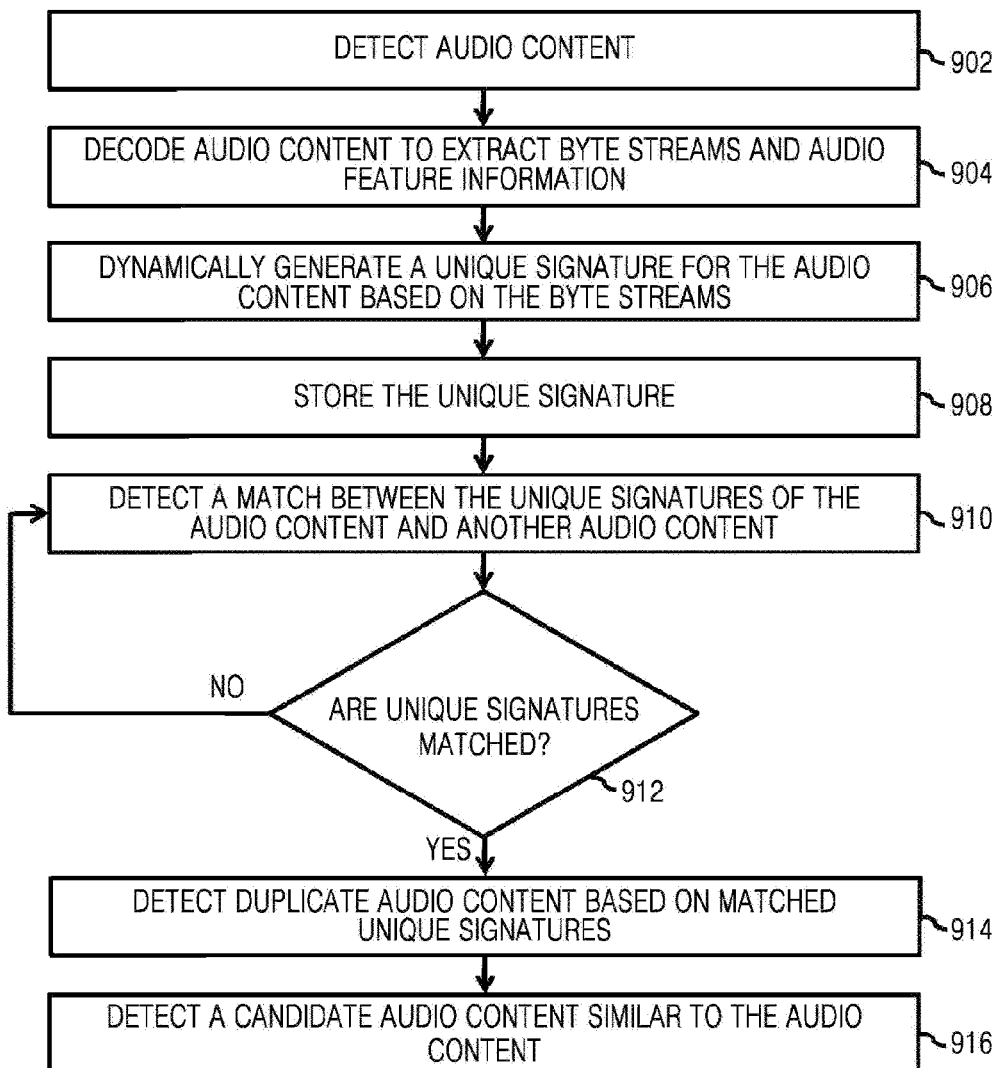 DETECT AUDIO CONTENT
902
DECODE AUDIO CONTENT TO EXTRACT BYTE STREAMS AND AUDIO
FEATURE INFORMATION
904
DYNAMICALLY GENERATE A UNIQUE SIGNATURE FOR THE AUDIO
CONTENT BASED ON THE BYTE STREAMS
906
STORE THE UNIQUE SIGNATURE
908
DETECT A MATCH BETWEEN THE UNIQUE SIGNATURES OF THE
AUDIO CONTENT AND ANOTHER AUDIO CONTENT
910
NO
ARE UNIQUE SIGNATURES
MATCHED?
912
YES
DETECT DUPLICATE AUDIO CONTENT BASED ON MATCHED
UNIQUE SIGNATURES
914
DETECT A CANDIDATE AUDIO CONTENT SIMILAR TO THE AUDIO
CONTENT
916